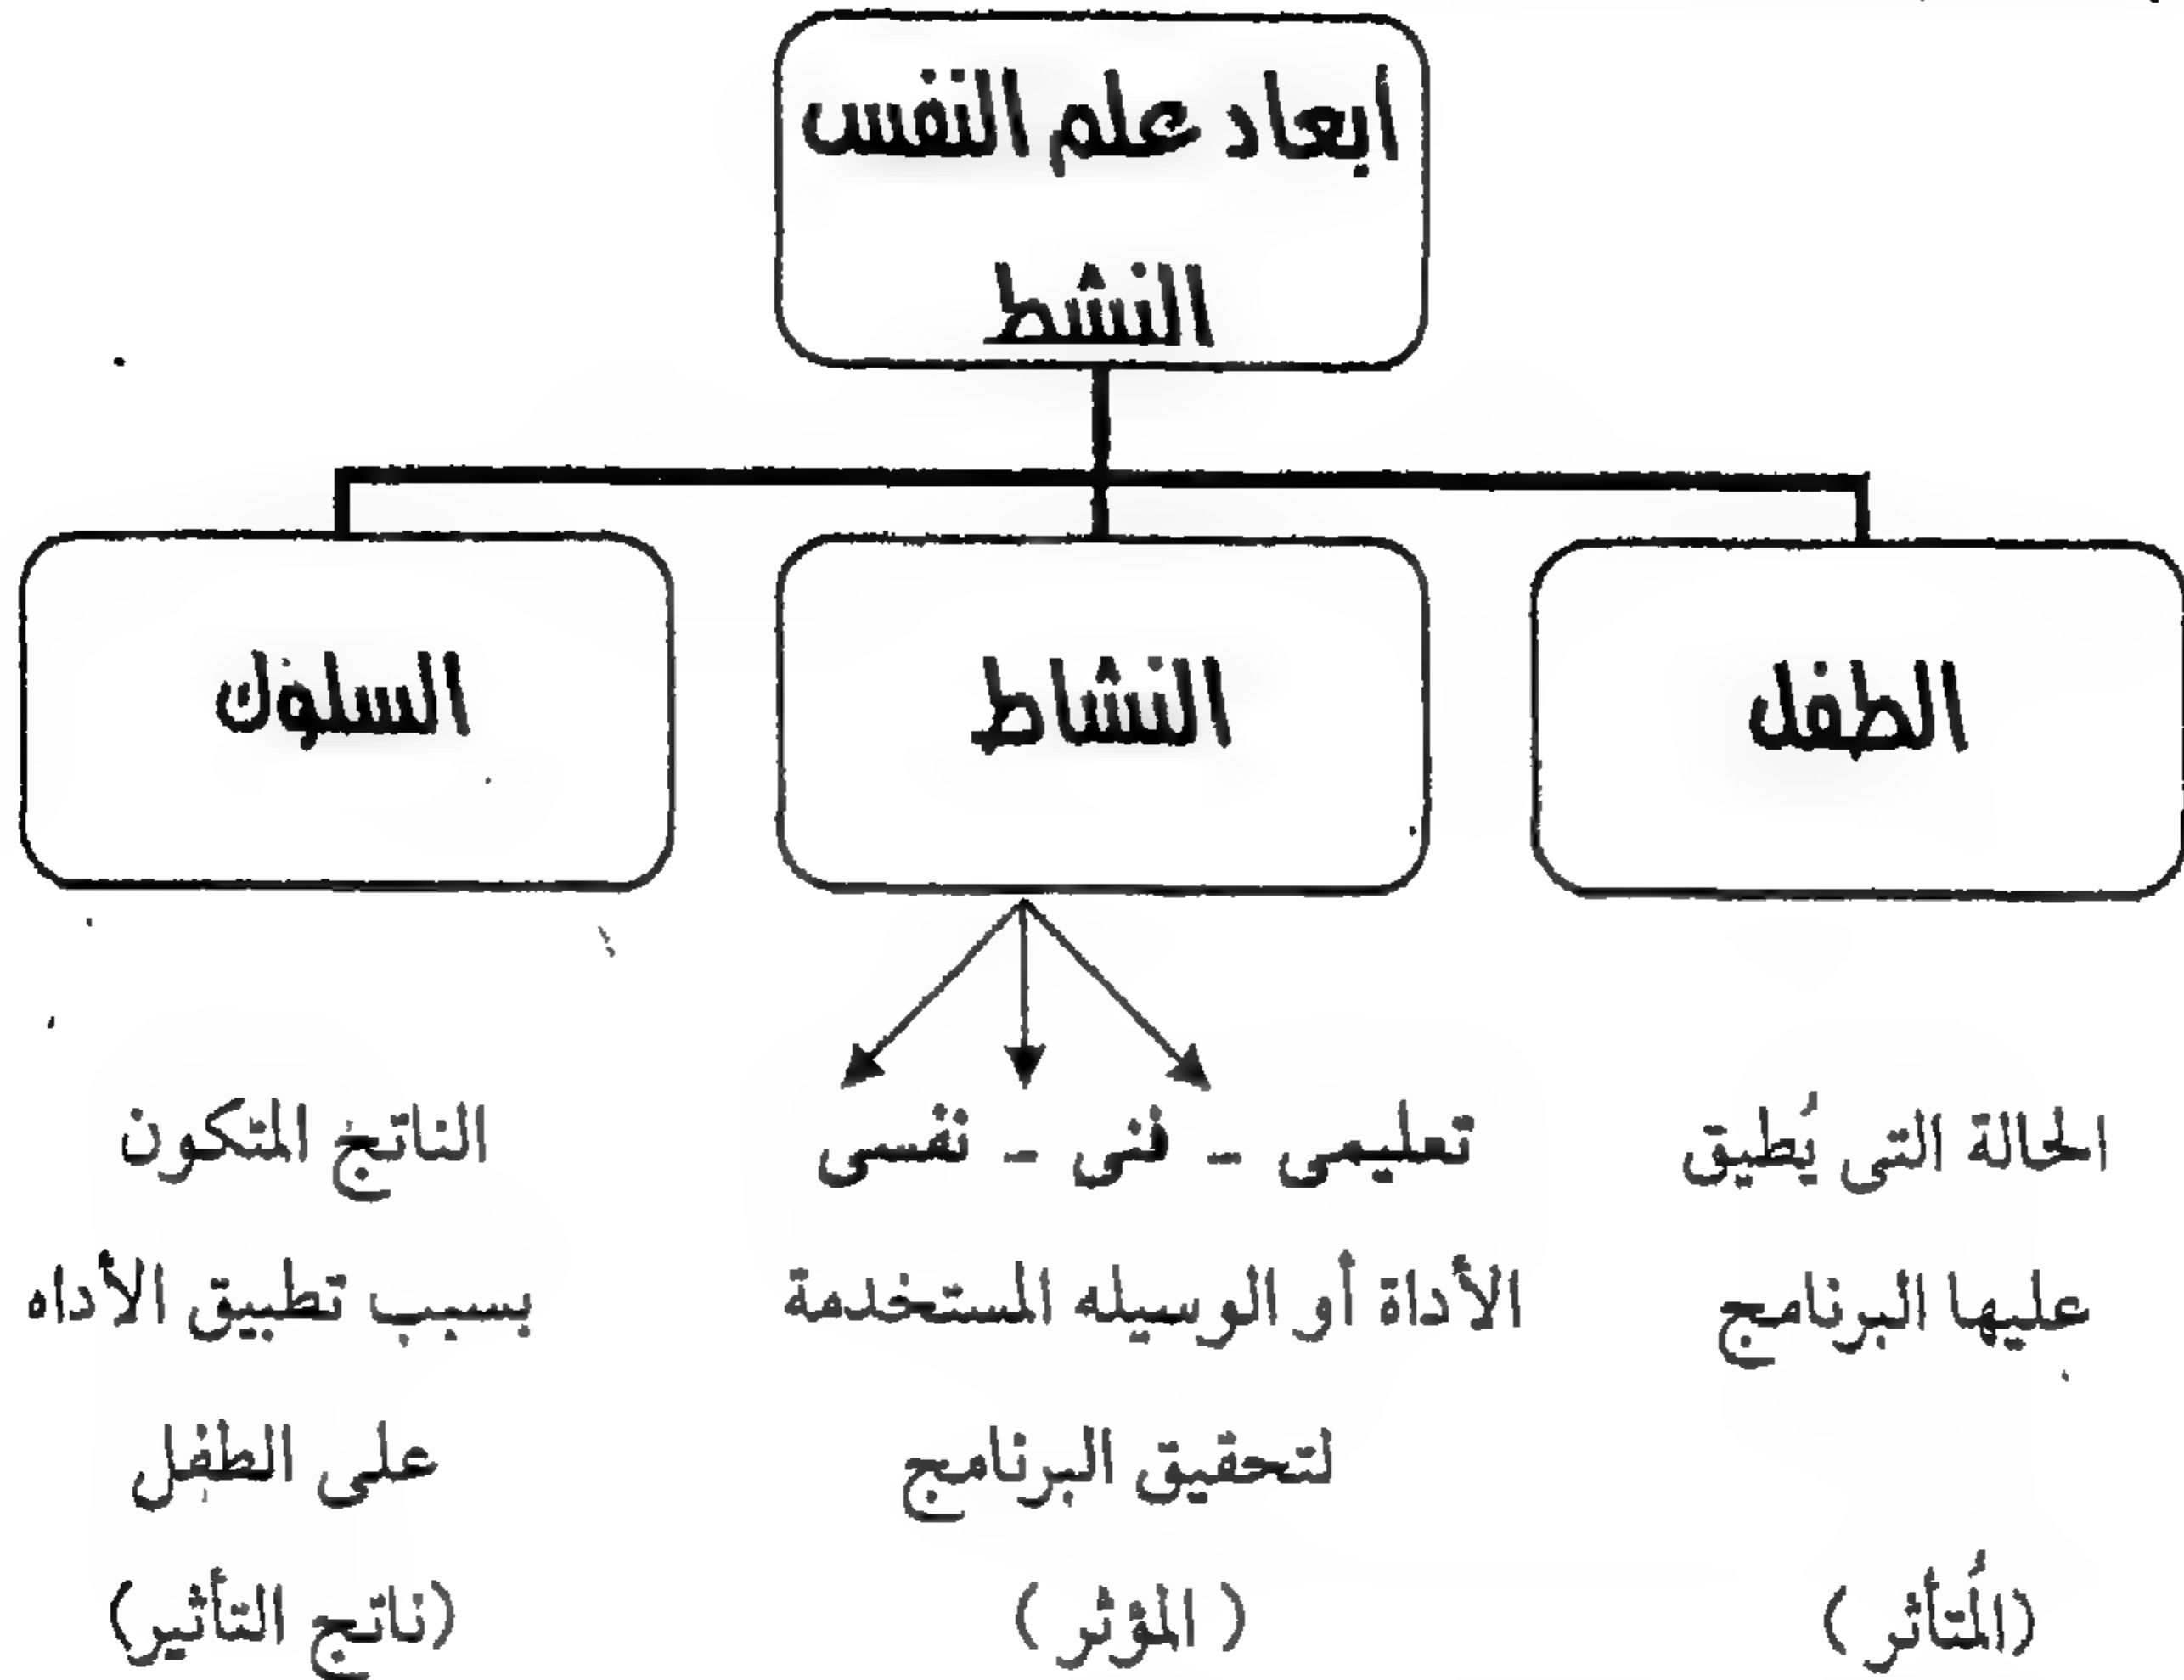 أبعاد علم النفس
النشط
الطفل
النشاط
السلوك
الحالة التى يُطبق
عليها البرنامج
(المُتأثر )
تعليمى - فنى - نفسى
الأداة أو الوسيله المستخدمة
لتحقيق البرنامج
( المؤثر )
الناتج المتكون
بسبب تطبيق الأداه
على الطفل
(ناتج التأثير)